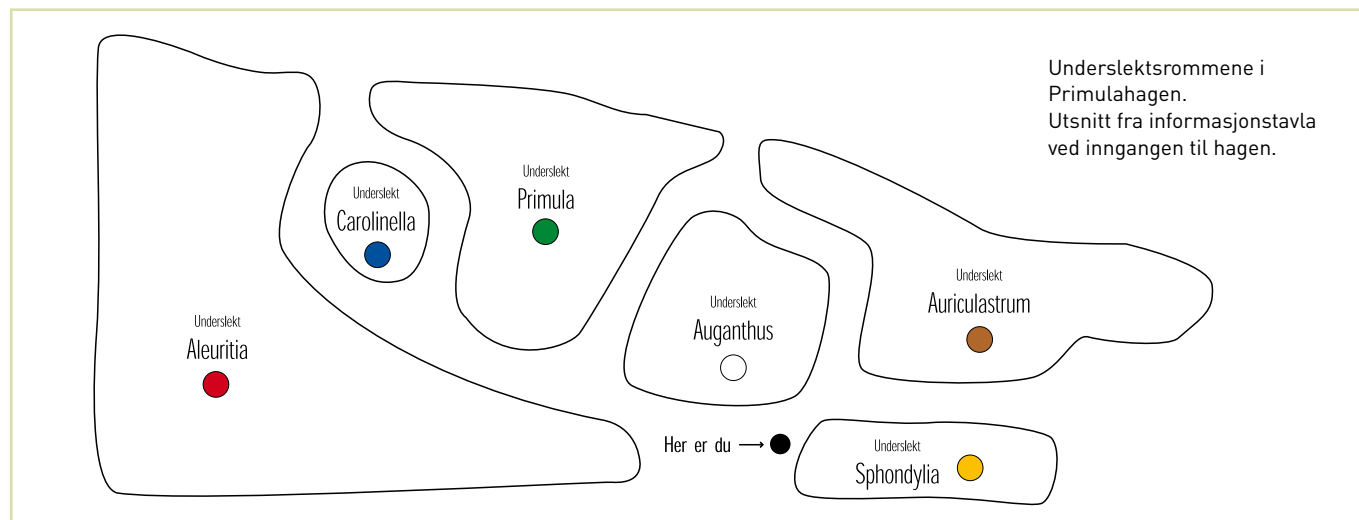 Underslektsrommene i
Primulahagen.
Utsnitt fra informasjonstavla
ved inngangen til hagen.
Underslekt
Primula
Underslekt
Carolinella
Underslekt
Auriculastrum
Underslekt
Auganthus
Underslekt
Aleuritia
Her er du
Underslekt
Sphondylia